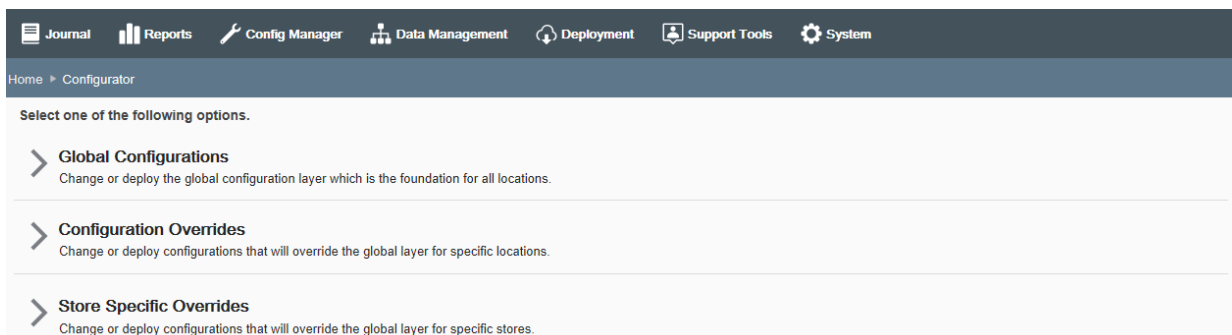 Journal Reports Config Manager Data Management Deployment Support Tools System
Home Configurator
Select one of the following options.
Global Configurations
Change or deploy the global configuration layer which is the foundation for all locations.
Configuration Overrides
Change or deploy configurations that will override the global layer for specific locations.
Store Specific Overrides
Change or deploy configurations that will override the global layer for specific stores.